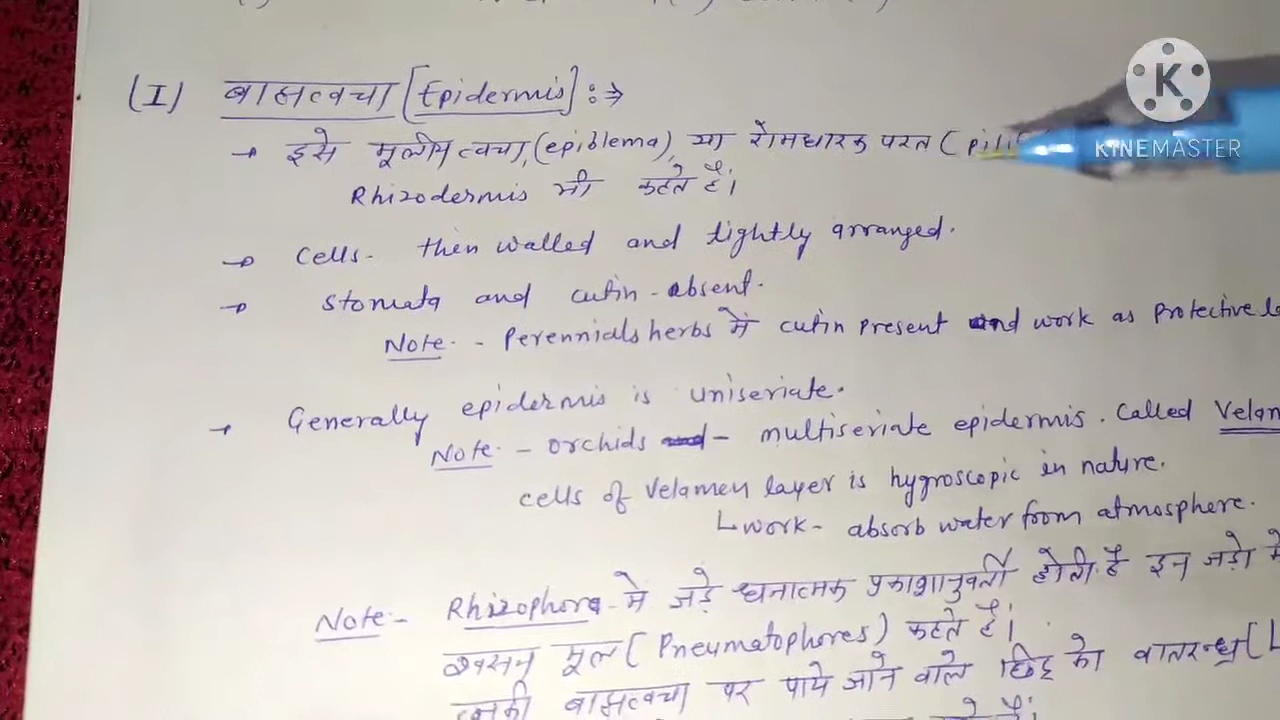 (I) बाह्यत्वचा [Epidermis] :⇒
→ इसे मूलीयत्वचा, (epiblema), या रोमधारक परत (pili
Rhizodermis भी कहते है।
→ cells- then walled and tightly arranged.
→ stomata and cutin - absent.
Note- - Perennials herbs में cutin present and work as protective
→ Generally epidermis is uniseriate.
Note- - orchids - multiseriate epidermis. Called Velam
cells of Velamen layer is hygroscopic in nature.
work- absorb water from atmosphere.
Note- Rhizophora में जड़े धनात्मक प्रकाशानुवर्ती होती है इन जड़ो
श्वसन मूल (Pneumatophores) कहते है।
इनकी बाह्यत्वचा पर पाये जाने वाले छिद्र को वातरन्ध्र (L
KINEMASTER